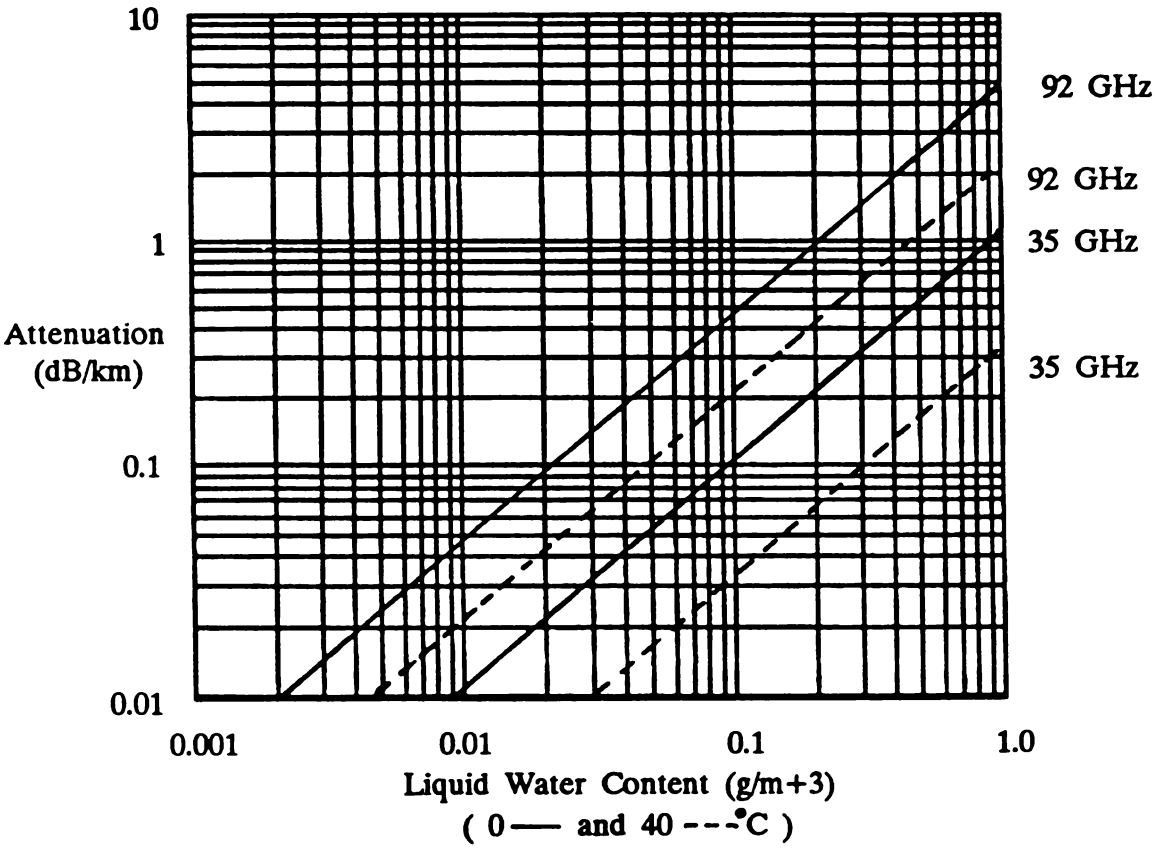 10
92 GHz
92 GHz
1
35 GHz
Attenuation
(dB/km)
35 GHz
0.1
0.01
0.001 0.01 0.1 1.0
Liquid Water Content (g/m+3)
( 0 — and 40 ---°C )